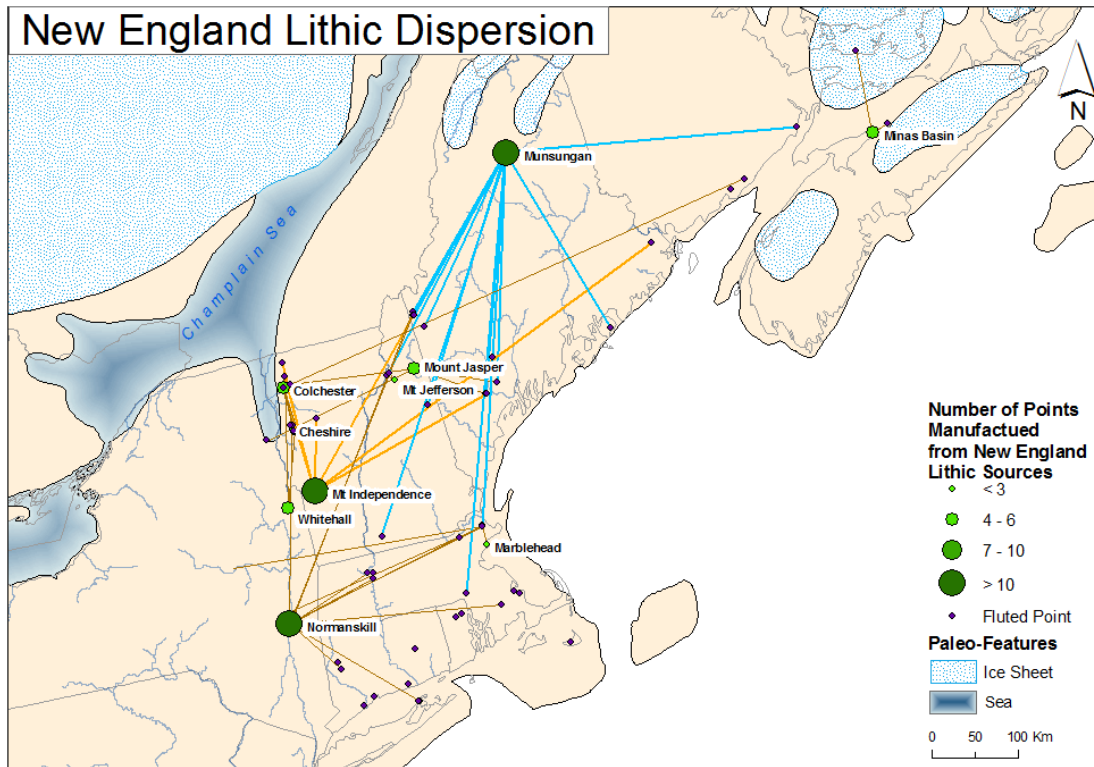 New England Lithic Dispersion
N
Minas Basin
Munsungan
Champlain Sea
Mount Jasper
Mt Jefferson
Colchester
Cheshire
Mt Independence
Whitehall
Marblehead
Normanskill
Number of Points
Manufactued
from New England
Lithic Sources
< 3
4 - 6
7 - 10
> 10
Fluted Point
Paleo-Features
Ice Sheet
Sea
0 50 100 Km